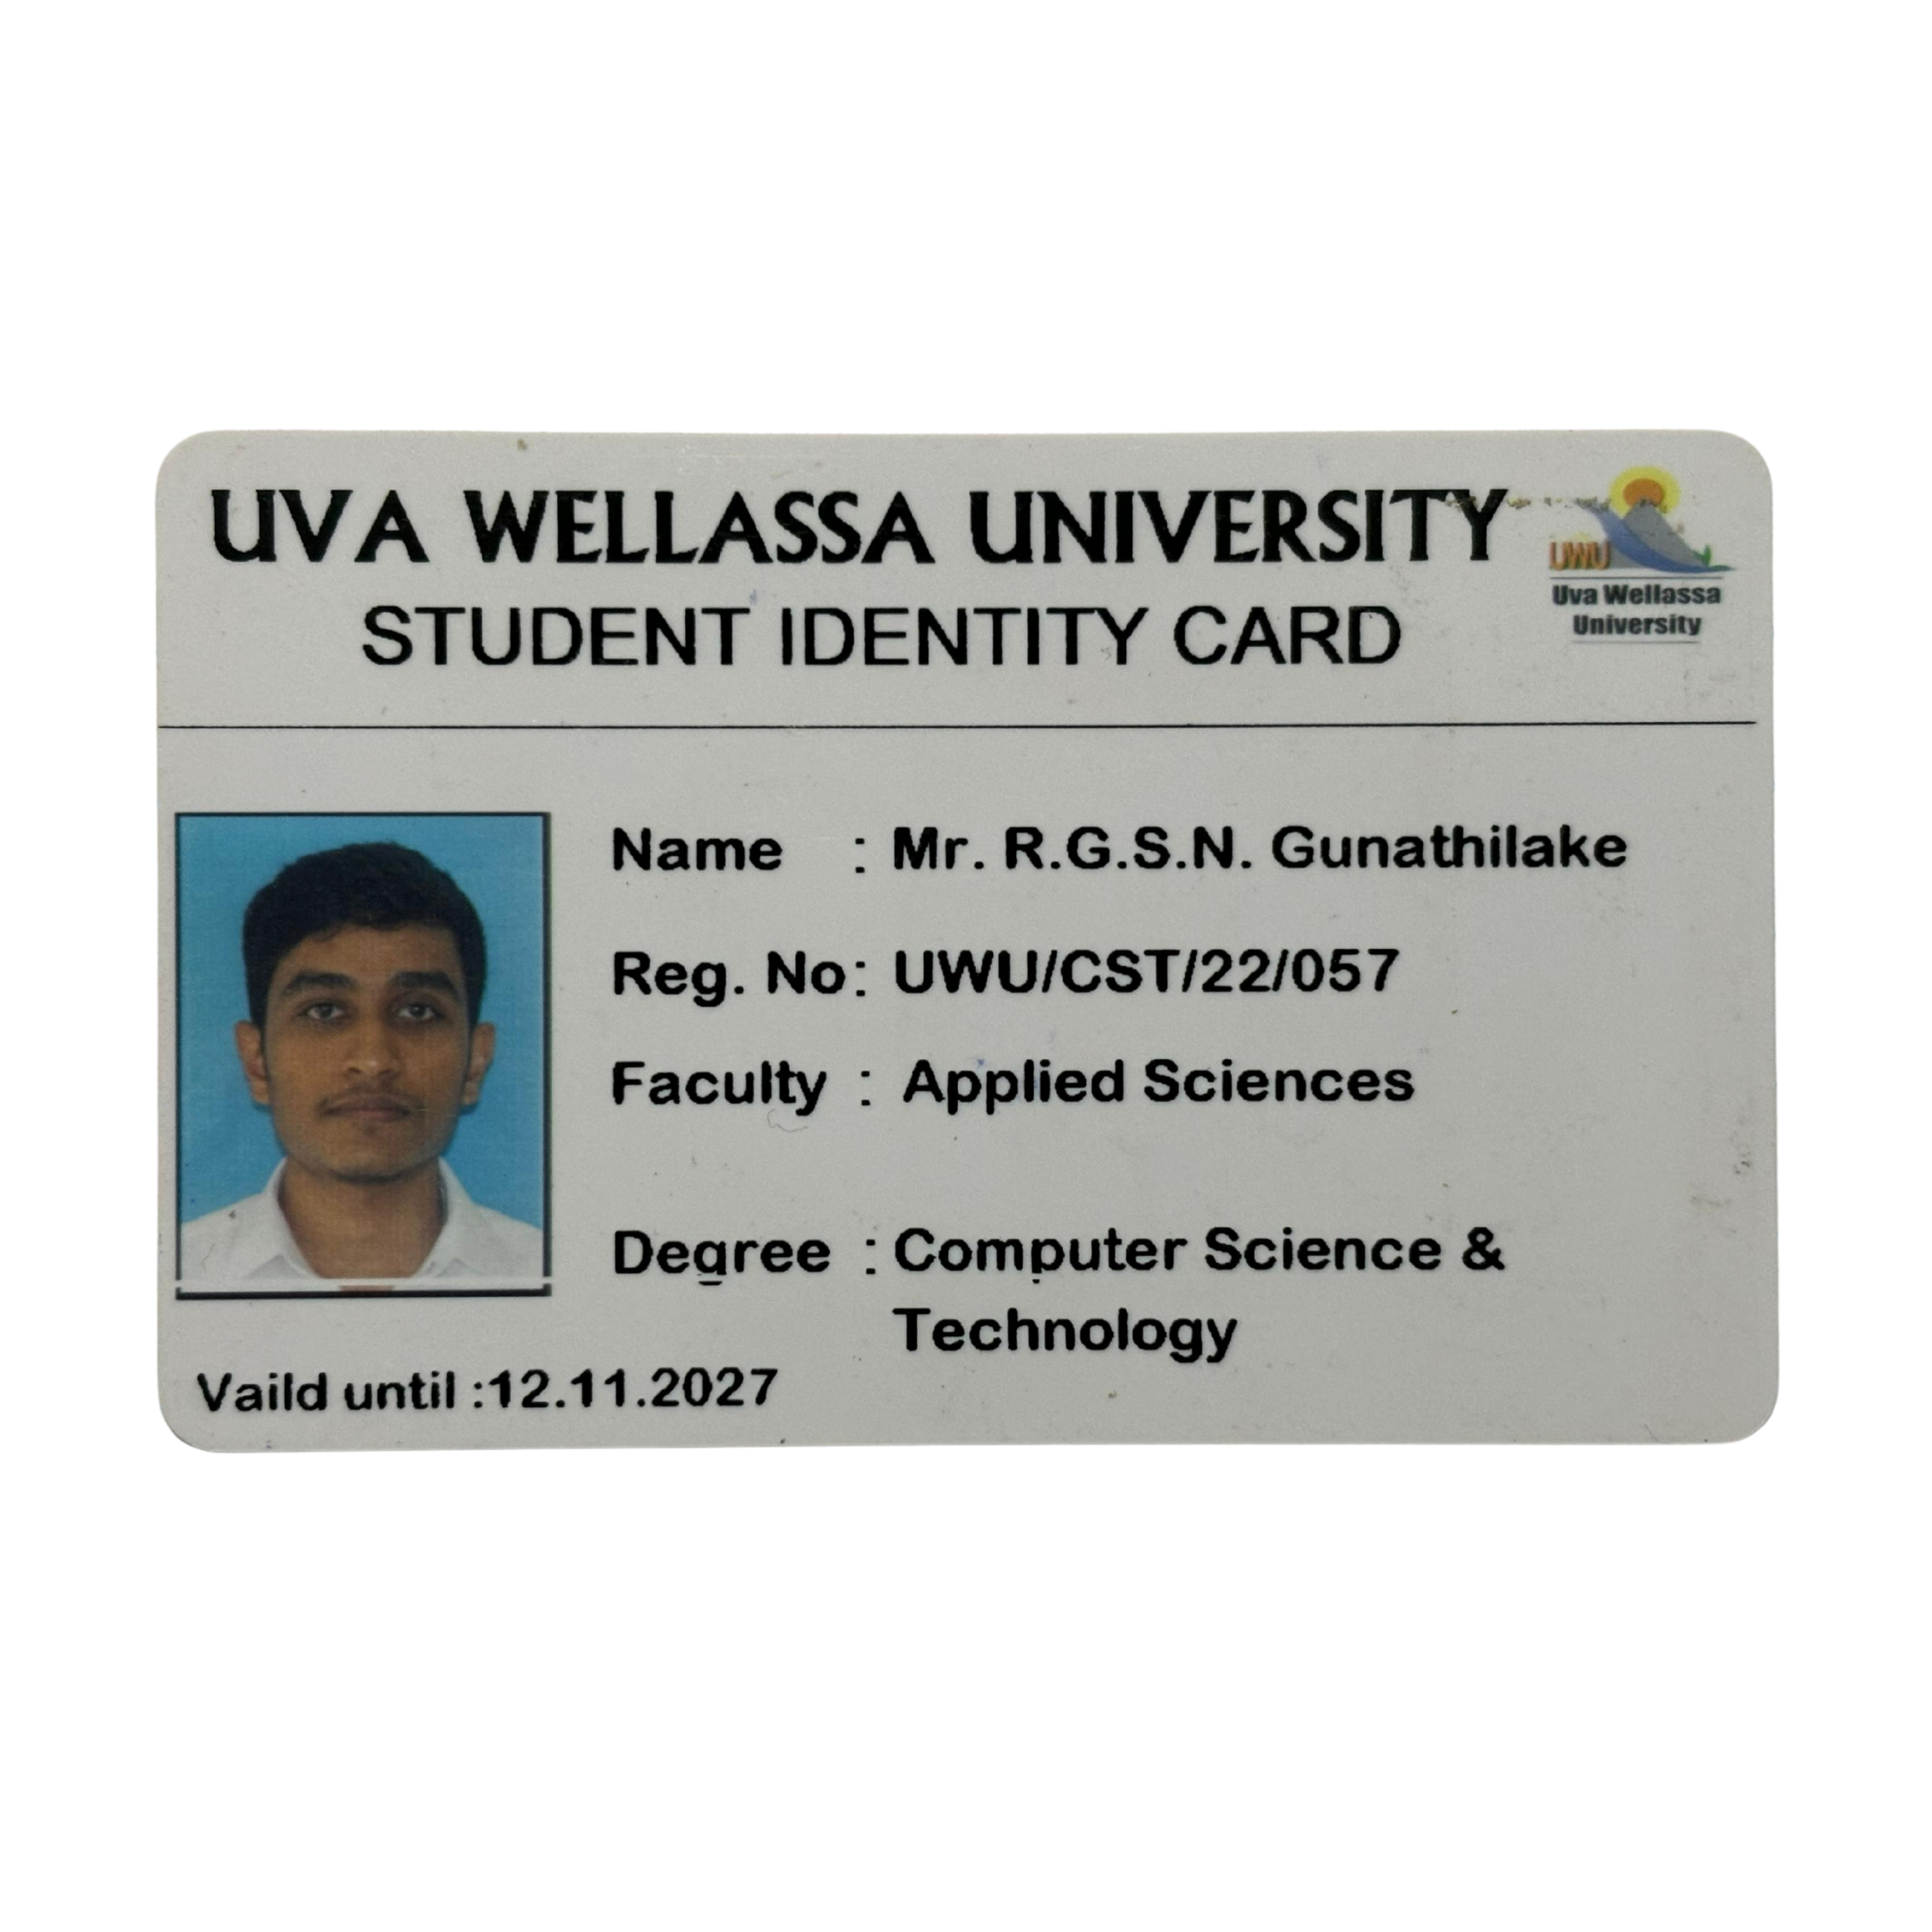 UVA WELLASSA UNIVERSITY
STUDENT IDENTITY CARD
UWU
Uva Wellassa
University
Name : Mr. R.G.S.N. Gunathilake
Reg. No: UWU/CST/22/057
Faculty : Applied Sciences
Degree : Computer Science &
Technology
Vaild until :12.11.2027